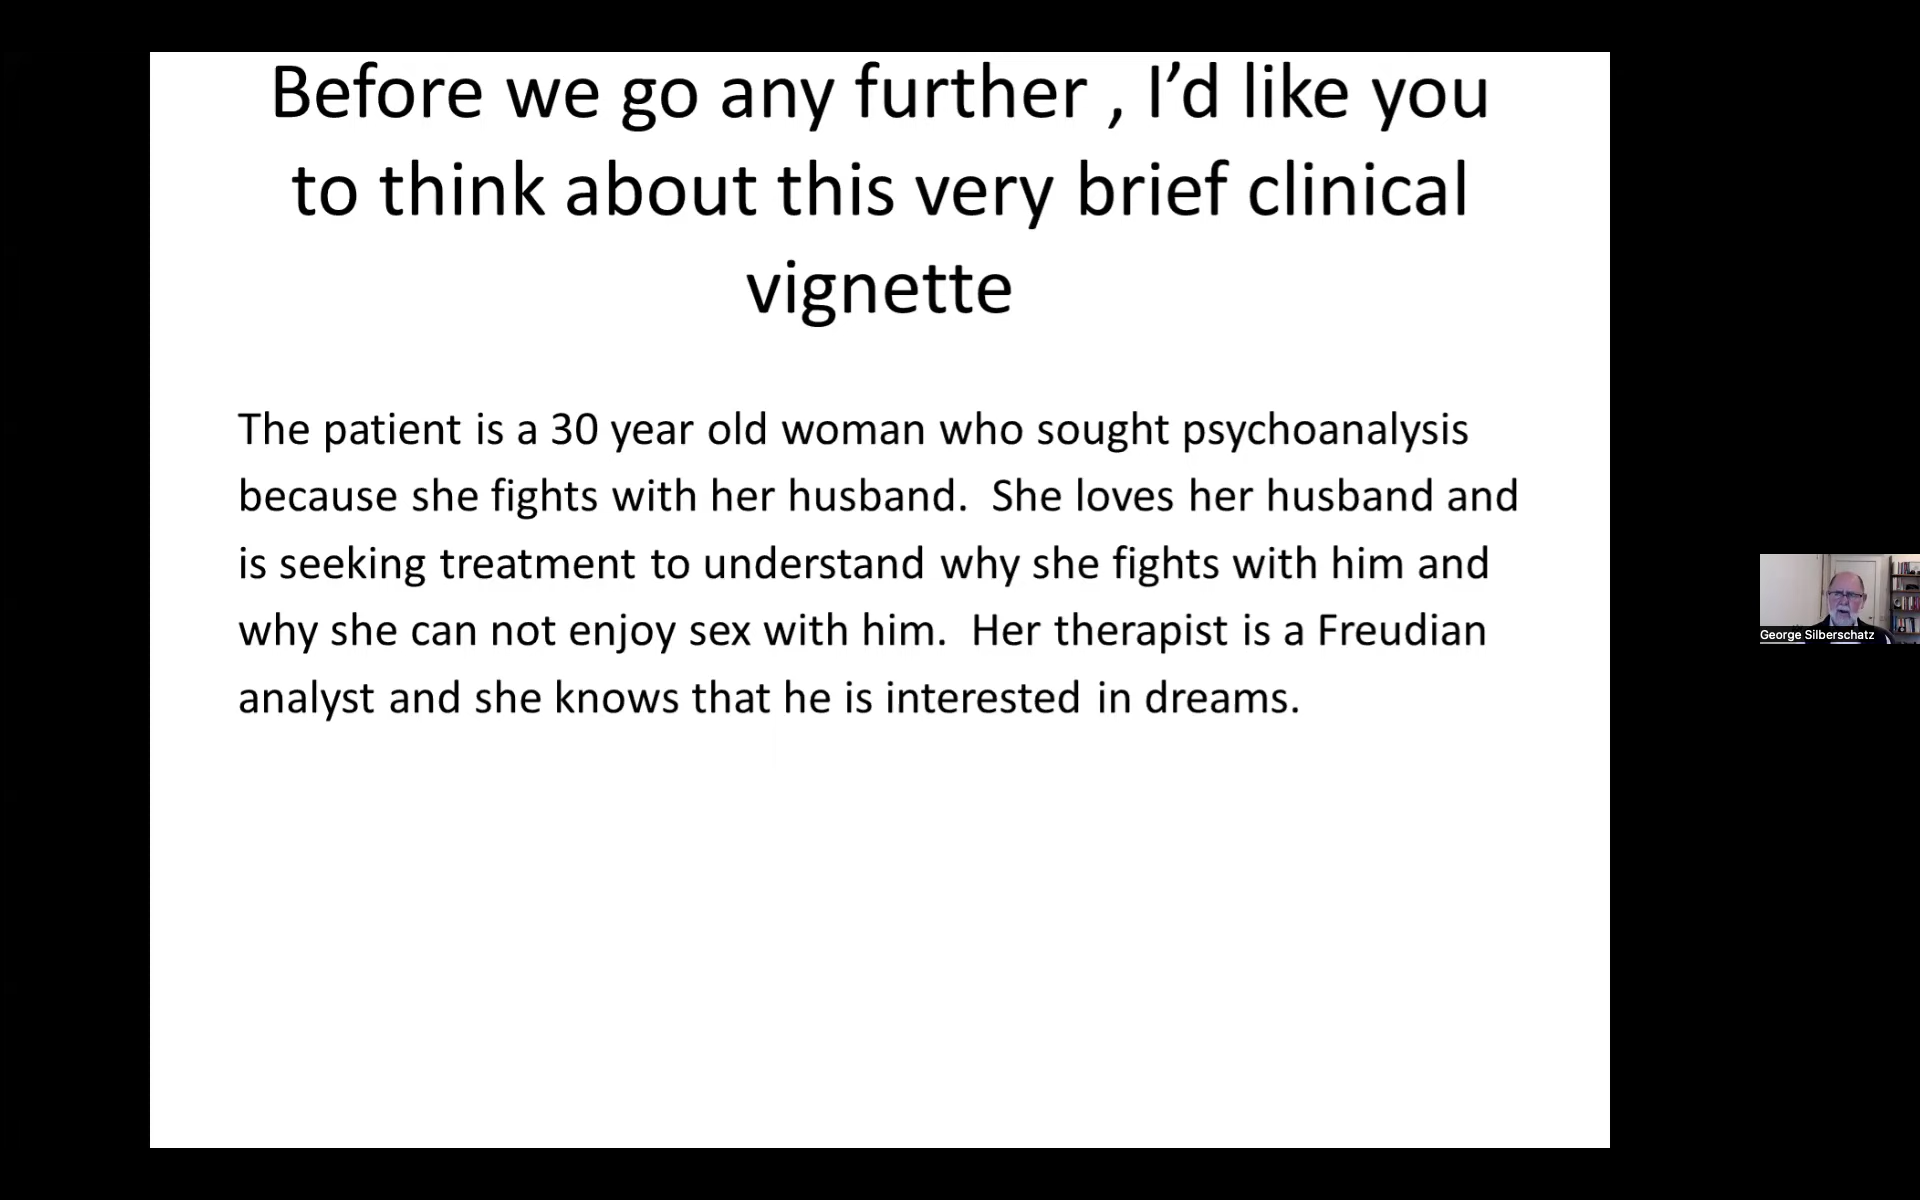 Before we go any further , I’d like you
to think about this very brief clinical
vignette
The patient is a 30 year old woman who sought psychoanalysis
because she fights with her husband.  She loves her husband and
is seeking treatment to understand why she fights with him and
why she can not enjoy sex with him.  Her therapist is a Freudian
analyst and she knows that he is interested in dreams.
George Silberschatz